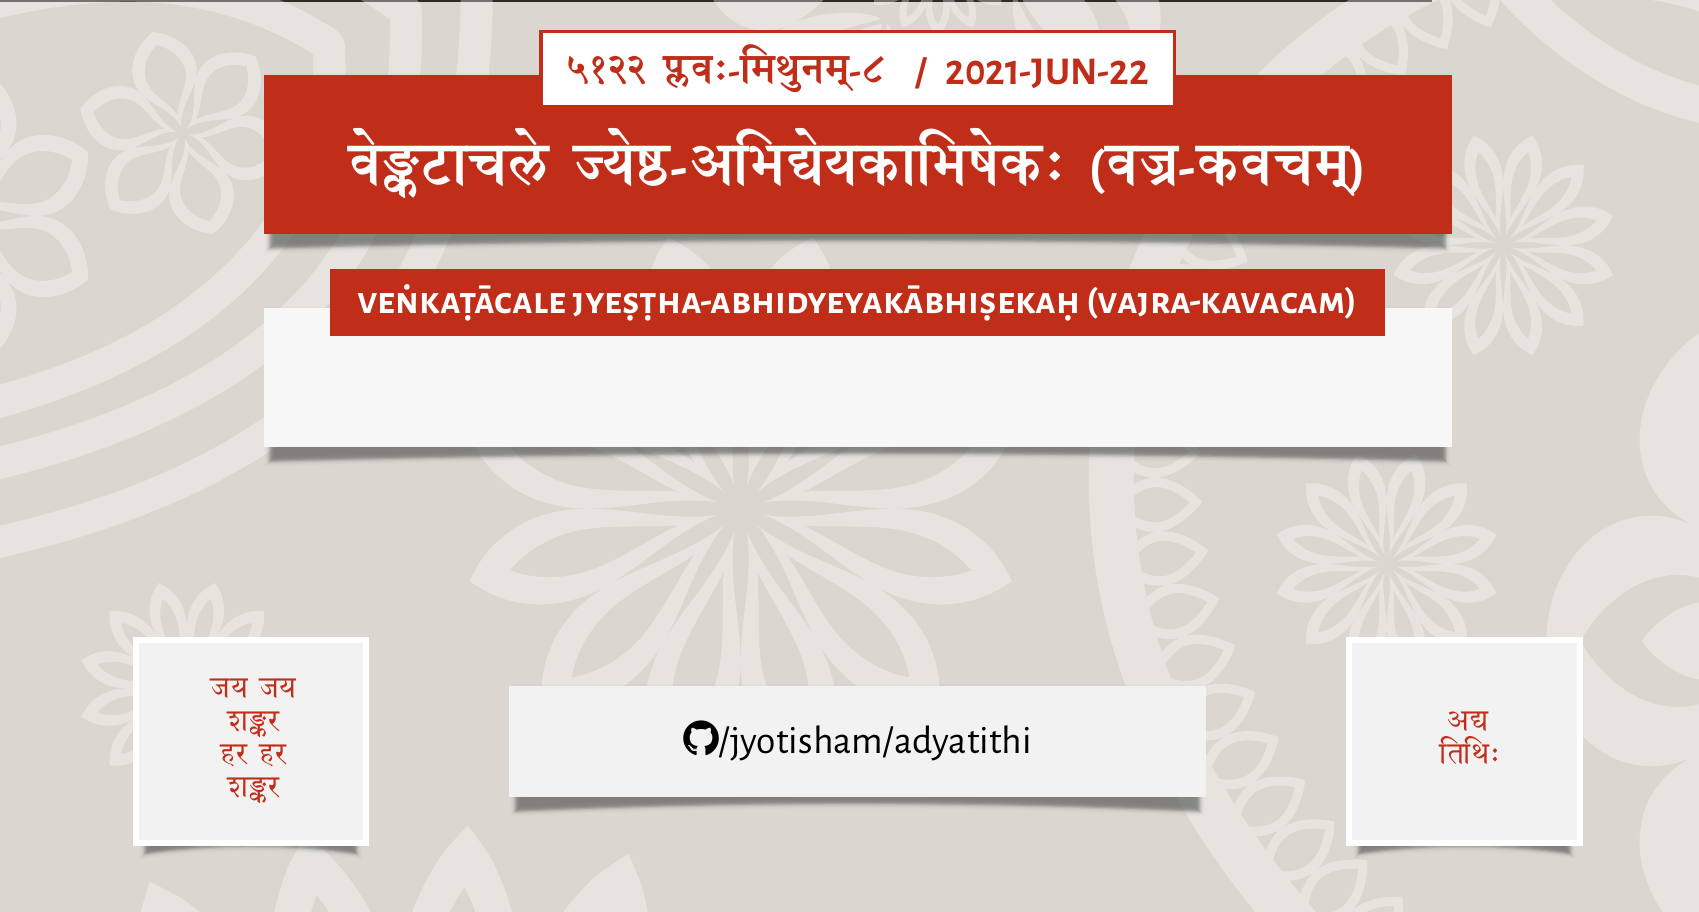 ५१२२ प्लवः-मिथुनम्-८ / 2021-JUN-22
वेङ्कटाचले ज्येष्ठ-अभिद्येयकाभिषेकः (वज्र-कवचम्)
VEṄKAṬĀCALE JYEṢṬHA-ABHIDYEYAKĀBHIṢEKAḤ (VAJRA-KAVACAM)
जय जय
शङ्कर
हर हर
शङ्कर
/jyotisham/adyatithi
अद्य
तिथिः